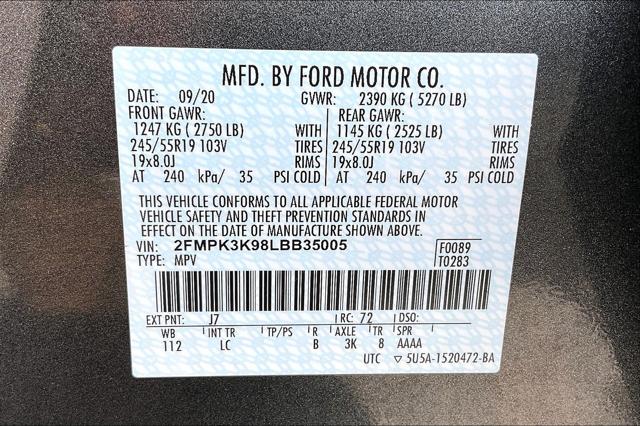 MFD. BY FORD MOTOR CO.
DATE: 09/20 GVWR: 2390 KG ( 5270 LB)
FRONT GAWR: REAR GAWR:
1247 KG ( 2750 LB) WITH 1145 KG ( 2525 LB) WITH
245/55R19 103V TIRES 245/55R19 103V TIRES
19x8.0J RIMS 19x8.0J RIMS
AT 240 kPa/ 35 PSI COLD AT 240 kPa/ 35 PSI COLD
THIS VEHICLE CONFORMS TO ALL APPLICABLE FEDERAL MOTOR
VEHICLE SAFETY AND THEFT PREVENTION STANDARDS IN
EFFECT ON THE DATE OF MANUFACTURE SHOWN ABOVE.
VIN: 2FMPK3K98LBB35005 F0089
TYPE: MPV T0283
EXT PNT: J7 RC: 72 DSO:
WB INT TR TP/PS R AXLE TR SPR
112 LC B 3K 8 AAAA
UTC ▽ 5U5A-1520472-BA